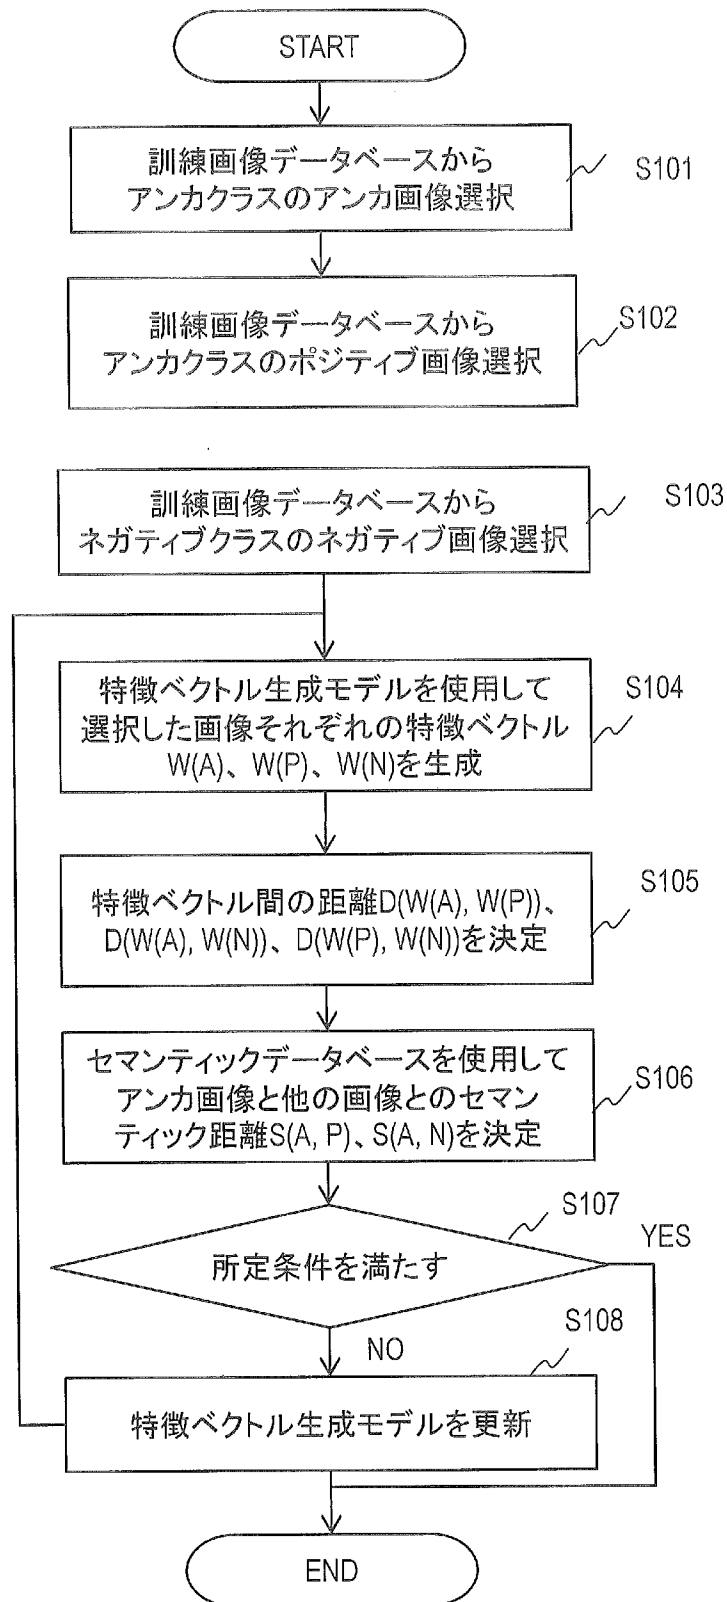 START
訓練画像データベースから
アンカクラスのアンカ画像選択
S101
訓練画像データベースから
アンカクラスのポジティブ画像選択
S102
訓練画像データベースから
ネガティブクラスのネガティブ画像選択
S103
特徴ベクトル生成モデルを使用して
選択した画像それぞれの特徴ベクトル
W(A)、W(P)、W(N)を生成
S104
特徴ベクトル間の距離D(W(A), W(P))、
D(W(A), W(N))、D(W(P), W(N))を決定
S105
セマンティックデータベースを使用して
アンカ画像と他の画像とのセマン
ティック距離S(A, P)、S(A, N)を決定
S106
所定条件を満たす
S107
YES
NO
特徴ベクトル生成モデルを更新
S108
END